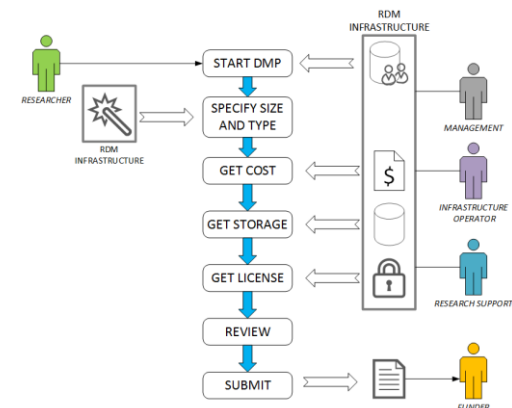 RDM
INFRASTRUCTURE
START DMP
RESEARCHER
SPECIFY SIZE
AND TYPE
RDM
INFRASTRUCTURE
MANAGEMENT
GET COST
$
INFRASTRUCTURE
OPERATOR
GET STORAGE
GET LICENSE
RESEARCH SUPPORT
REVIEW
SUBMIT
FUNDER